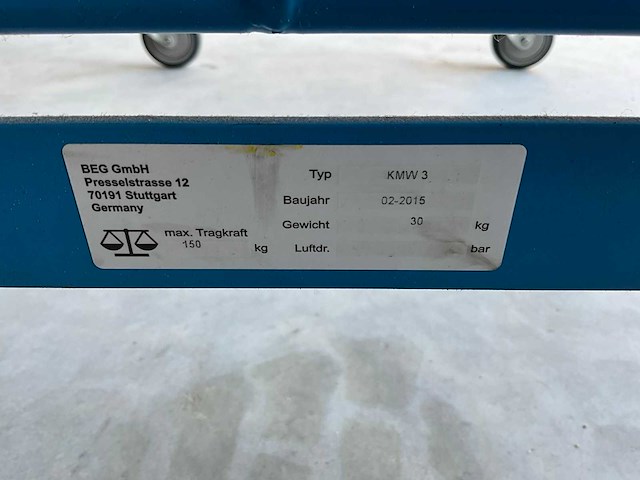 BEG GmbH
Presselstrasse 12
70191 Stuttgart
Germany
max. Tragkraft
150 kg
Typ KMW 3
Baujahr 02-2015
Gewicht 30 kg
Luftdr. bar